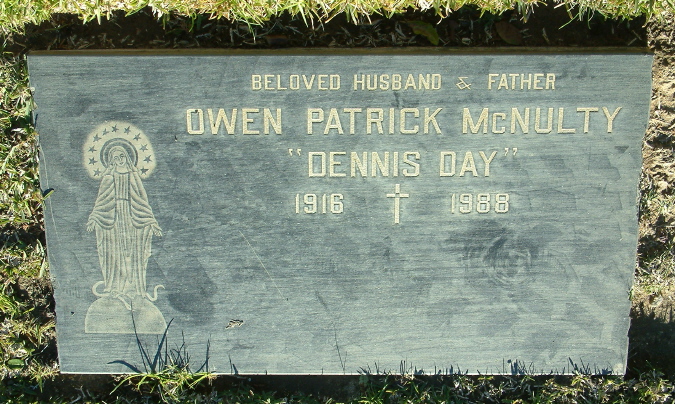 BELOVED HUSBAND & FATHER
OWEN PATRICK McNULTY
"DENNIS DAY"
1916 1988